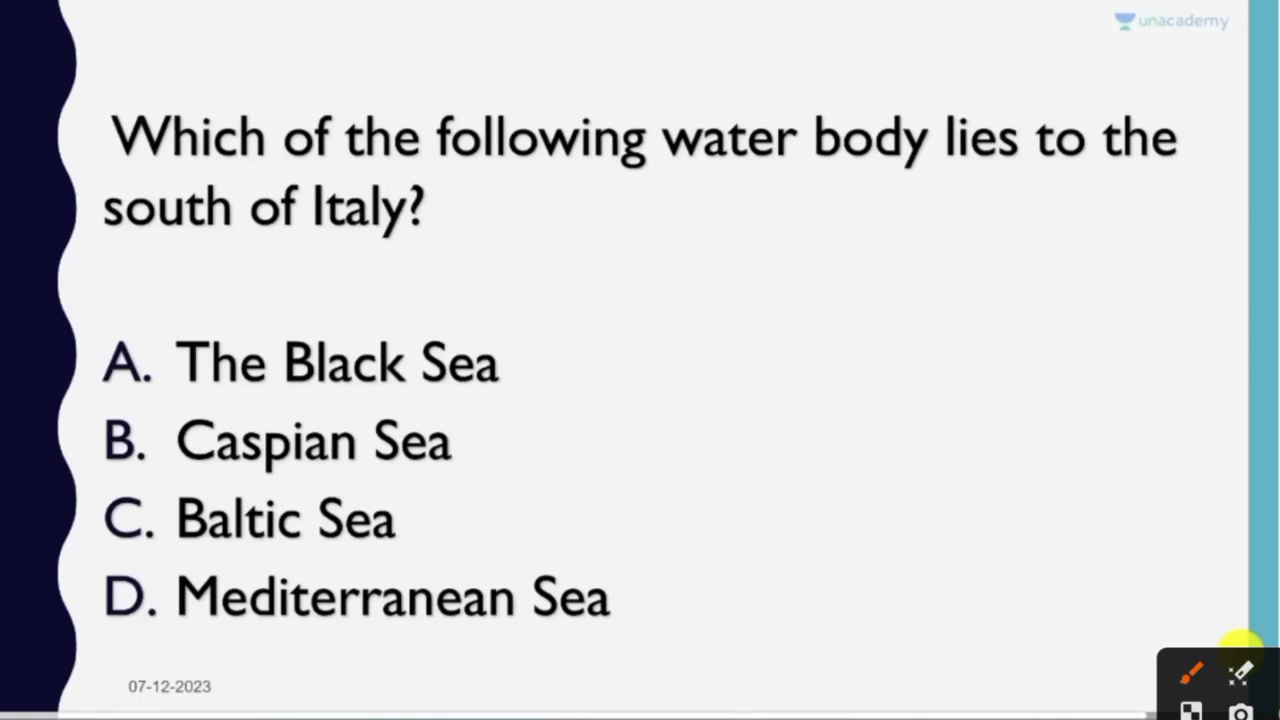 unacademy
Which of the following water body lies to the
south of Italy?
A. The Black Sea
B. Caspian Sea
C. Baltic Sea
D. Mediterranean Sea
07-12-2023